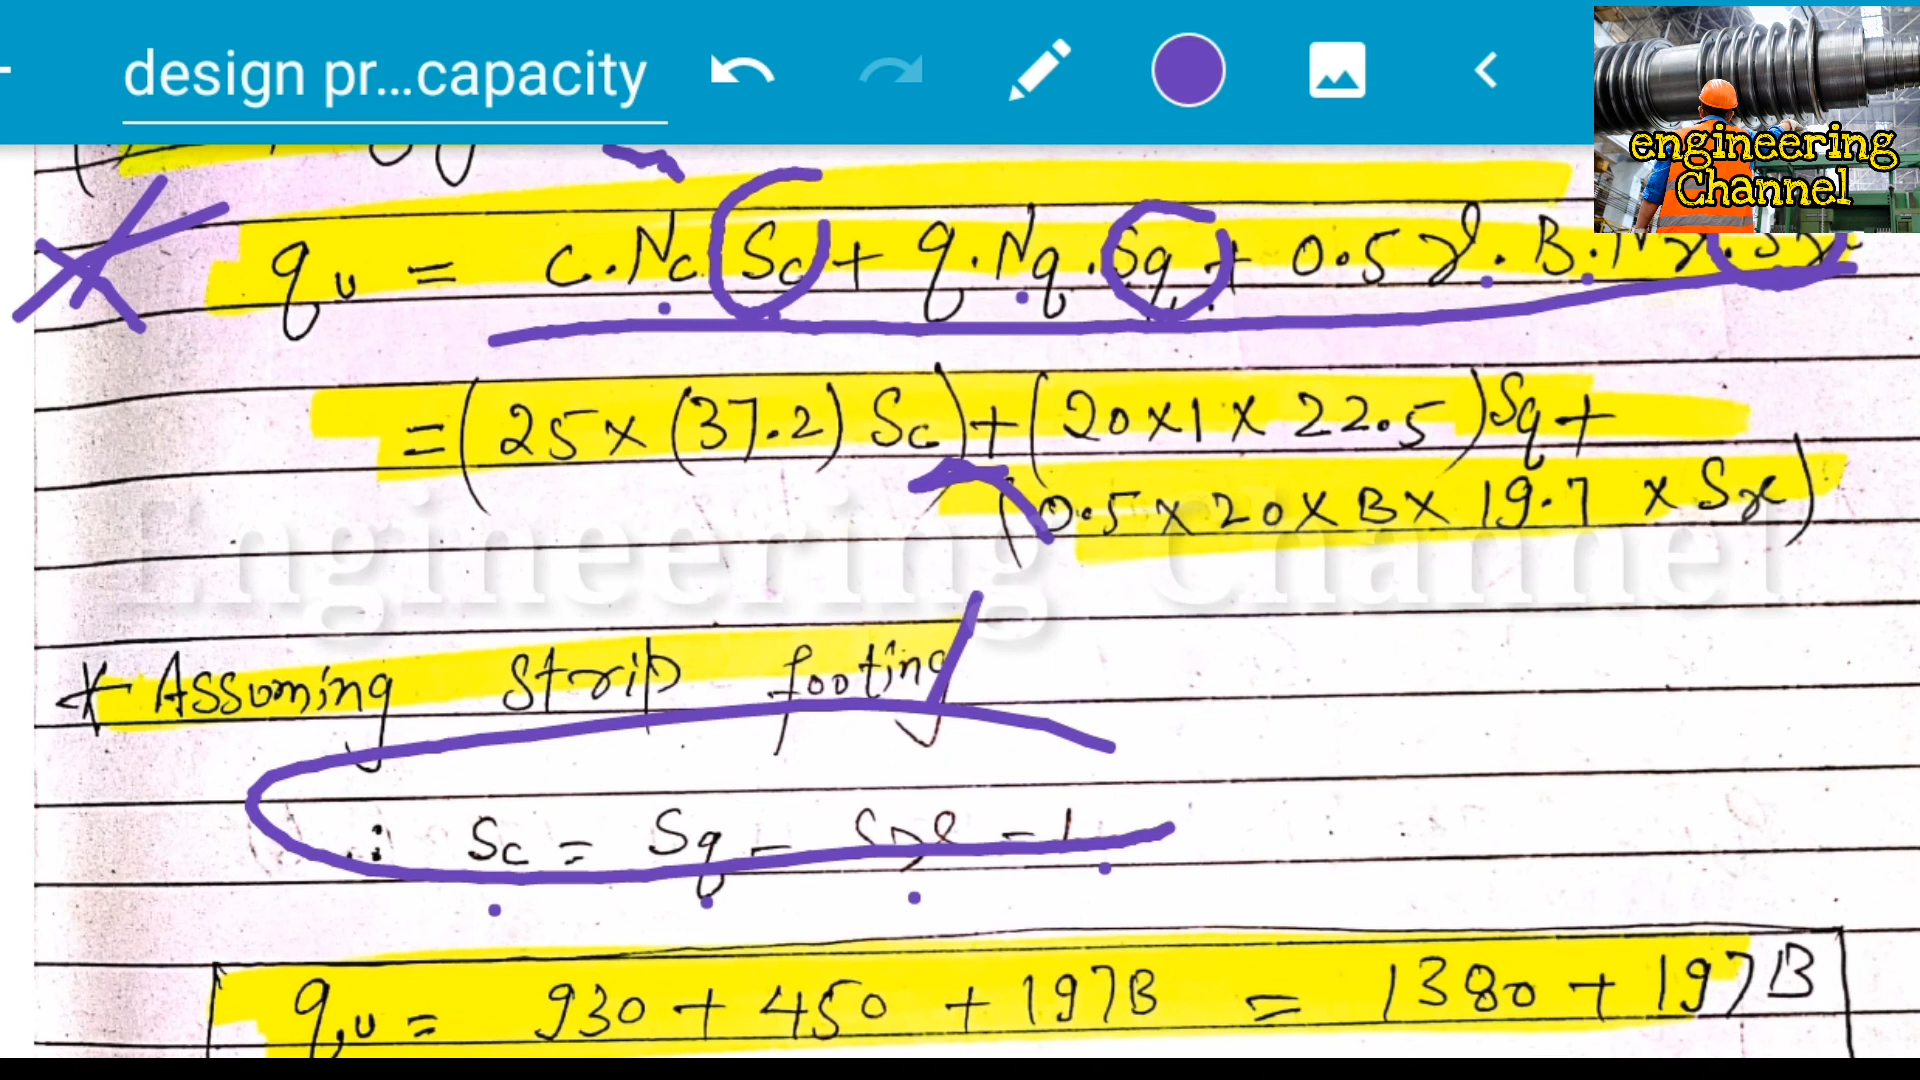 design pr...capacity
engineering
Channel
qu = c.Nc Sc + q.Nq.Sq + 0.5 γ.B.Nγ.Sγ
= (25 x (37.2) Sc) + (20x1 x 22.5) Sq +
(0.5 x 20 x B x 19.7 x Sγ)
Engineering Channel
* Assuming Strip footing
∴ Sc = Sq = Sγ = 1
qu = 930 + 450 + 197B = 1380 + 197B